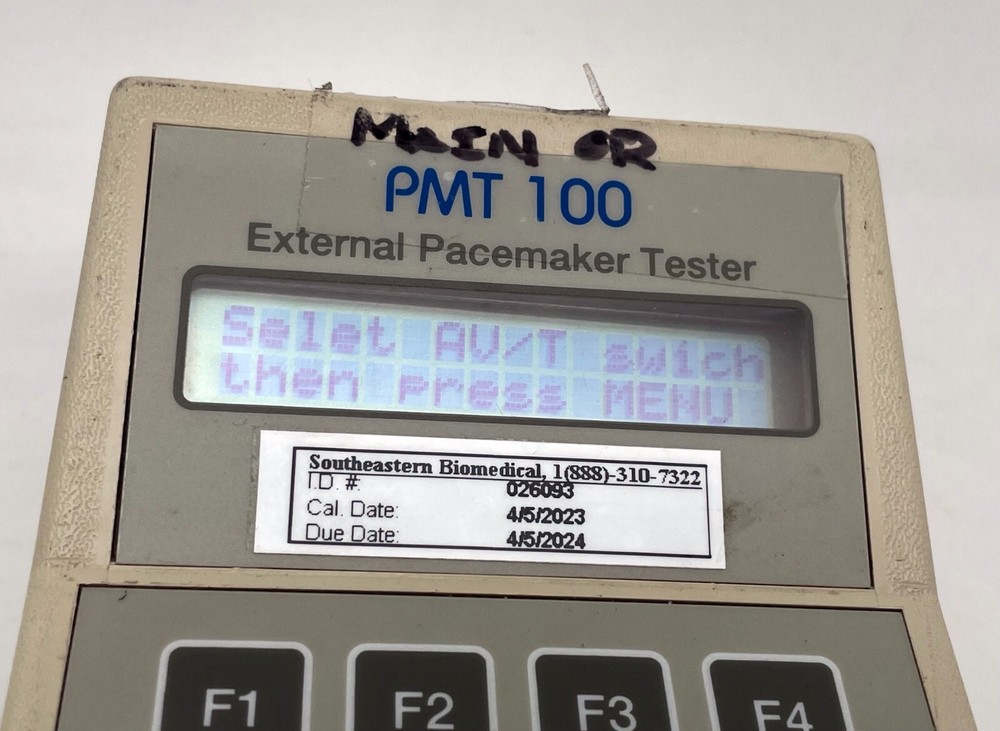 MAIN OR
PMT 100
External Pacemaker Tester
Selet AV/T swich
then press MENU
Southeastern Biomedical, 1(888)-310-7322
I.D. #: 026093
Cal. Date: 4/5/2023
Due Date: 4/5/2024
F1 F2 F3 F4